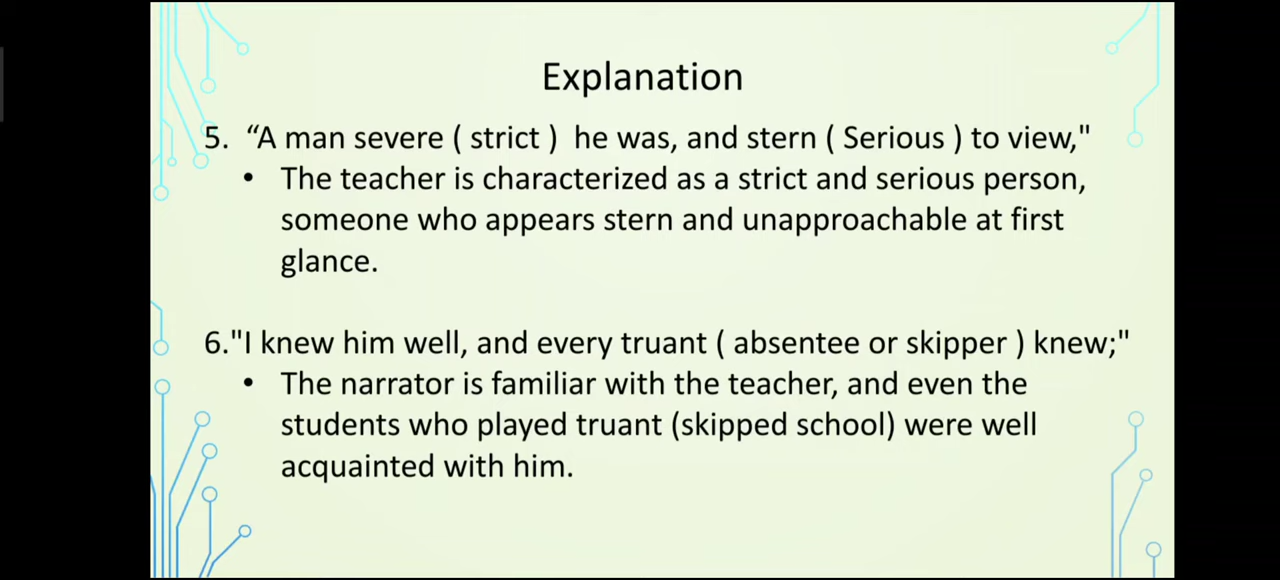 Explanation
5. “A man severe ( strict ) he was, and stern ( Serious ) to view,"
• The teacher is characterized as a strict and serious person,
someone who appears stern and unapproachable at first
glance.
6."I knew him well, and every truant ( absentee or skipper ) knew;"
• The narrator is familiar with the teacher, and even the
students who played truant (skipped school) were well
acquainted with him.